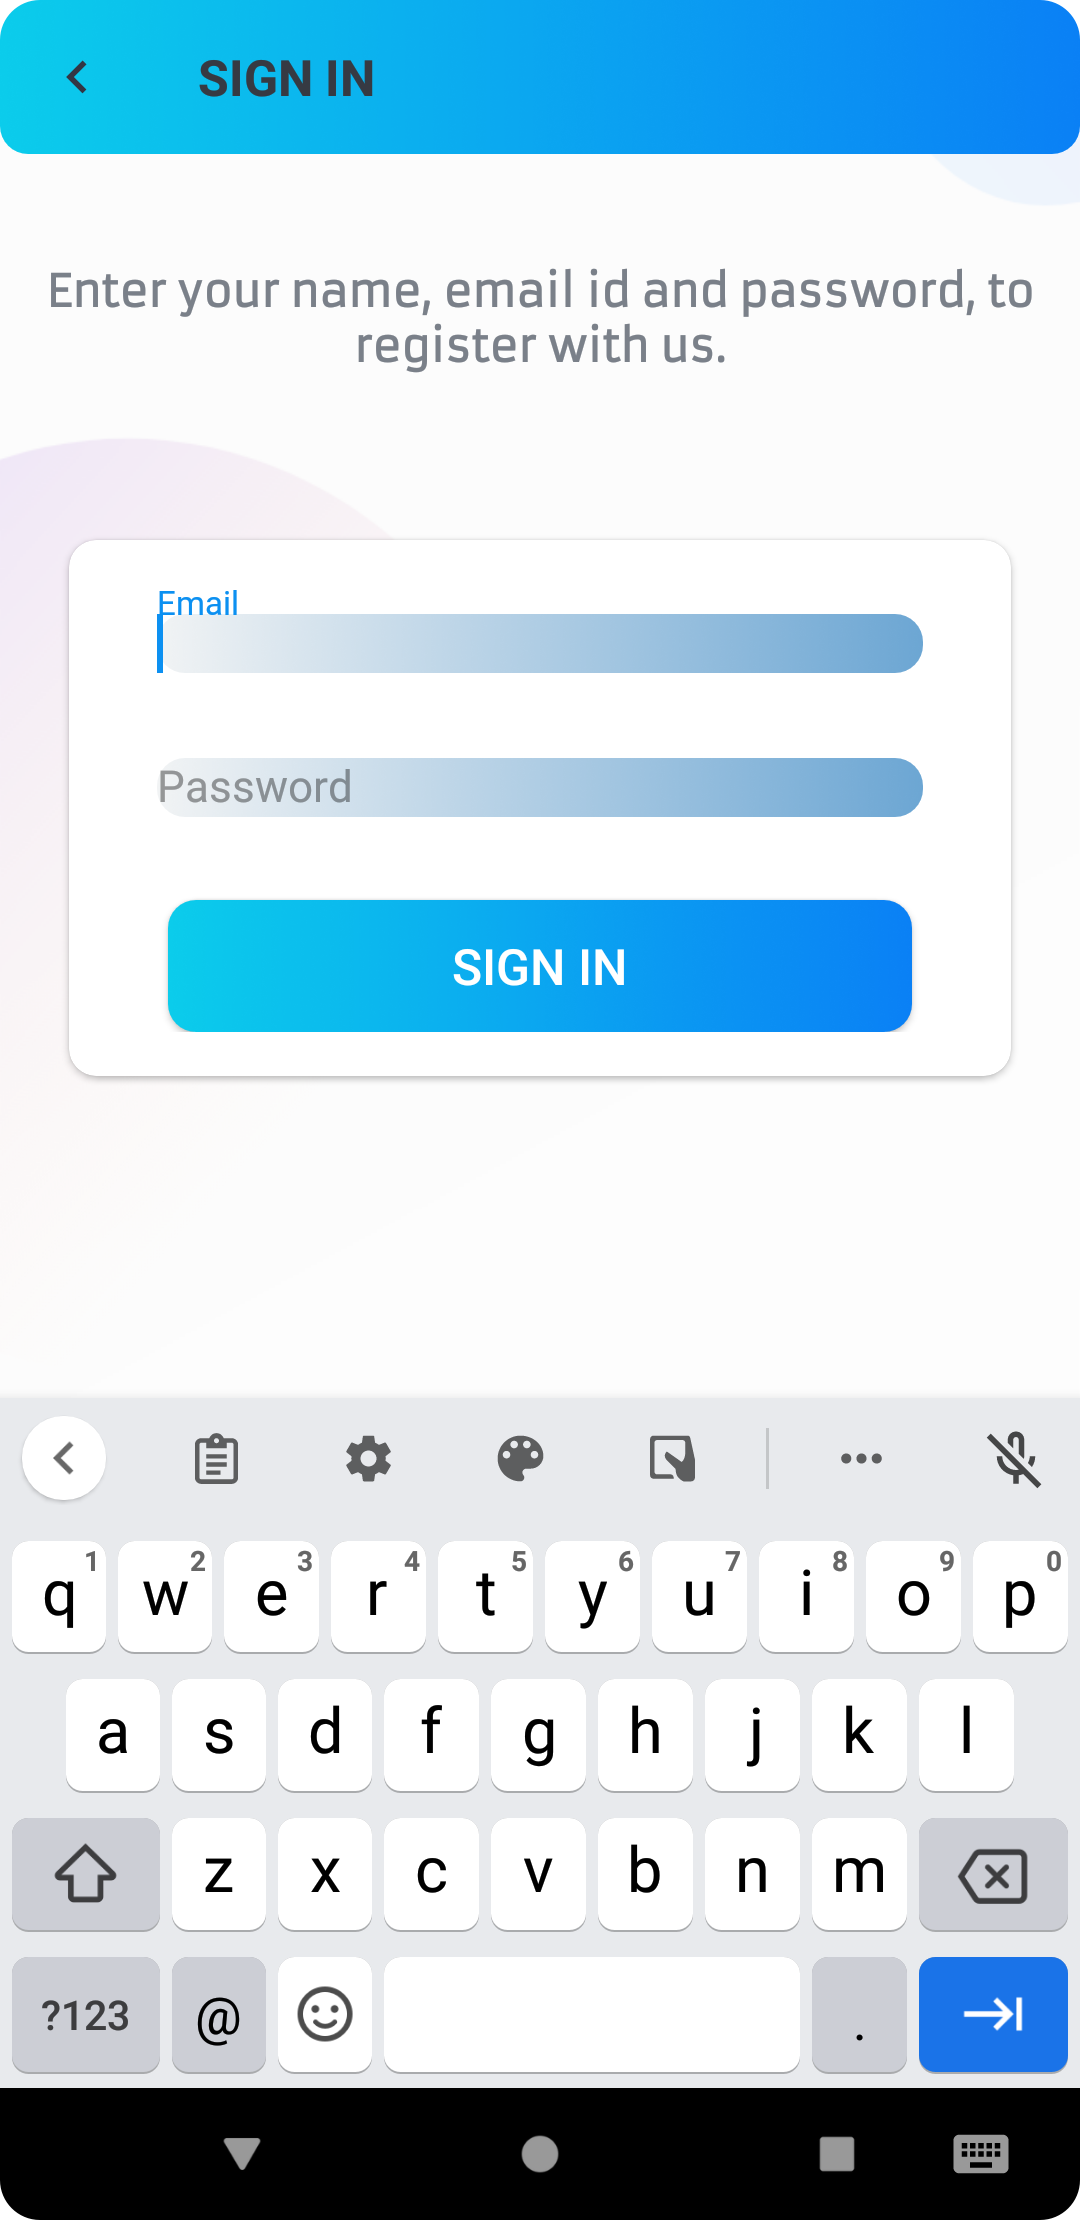 SIGN IN
Enter your name, email id and password, to
register with us.
Email
Password
SIGN IN
q 1 w 2 e 3 r 4 t 5 y 6 u 7 i 8 o 9 p 0
a s d f g h j k l
z x c v b n m
?123 @ .